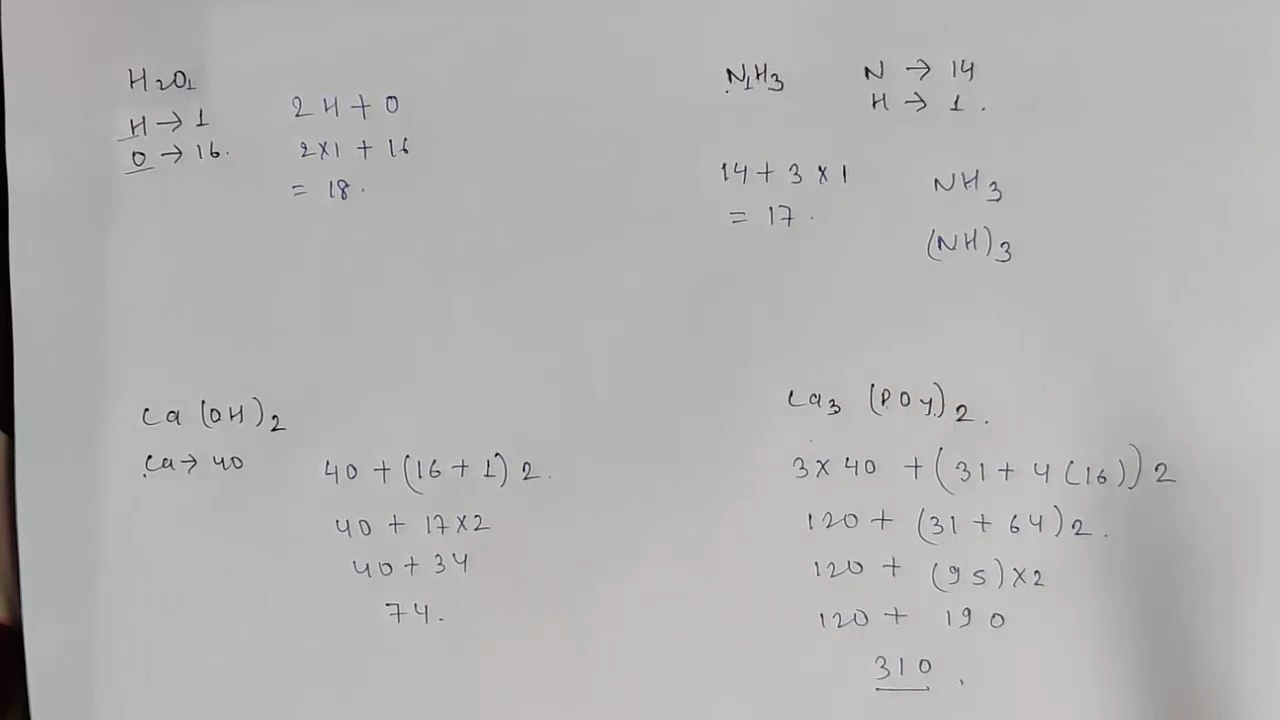 H₂O₁
H → 1
O → 16.
2 H + O
2×1 + 16
= 18.
N₁H₃
N → 14
H → 1.
14 + 3 × 1
= 17.
NH₃
(NH)₃
Ca (OH)₂
Ca → 40
40 + (16 + 1) 2.
40 + 17×2
40 + 34
74.
Ca₃ (PO₄)₂.
3× 40 + (31 + 4 (16)) 2
120 + (31 + 64) 2.
120 + (95) ×2
120 + 190
310.